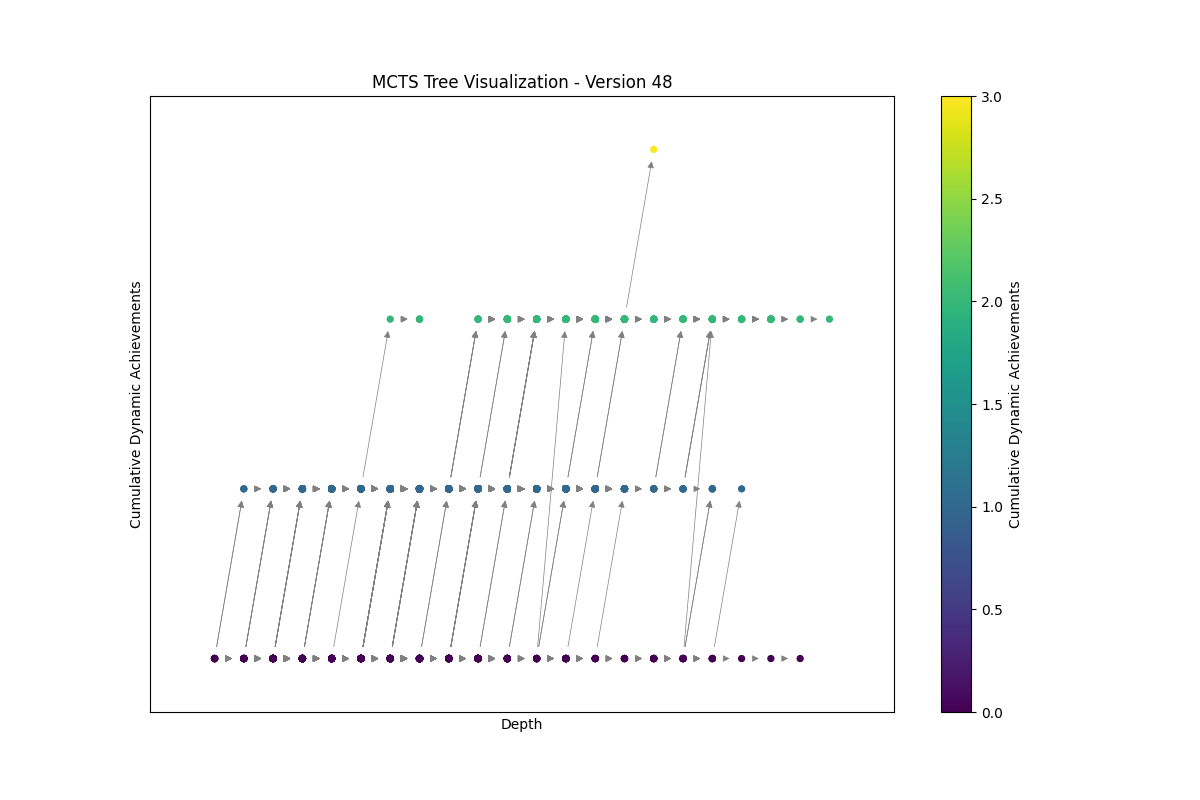 MCTS Tree Visualization - Version 48
Cumulative Dynamic Achievements
Depth
3.0
2.5
2.0
1.5
1.0
0.5
0.0
Cumulative Dynamic Achievements